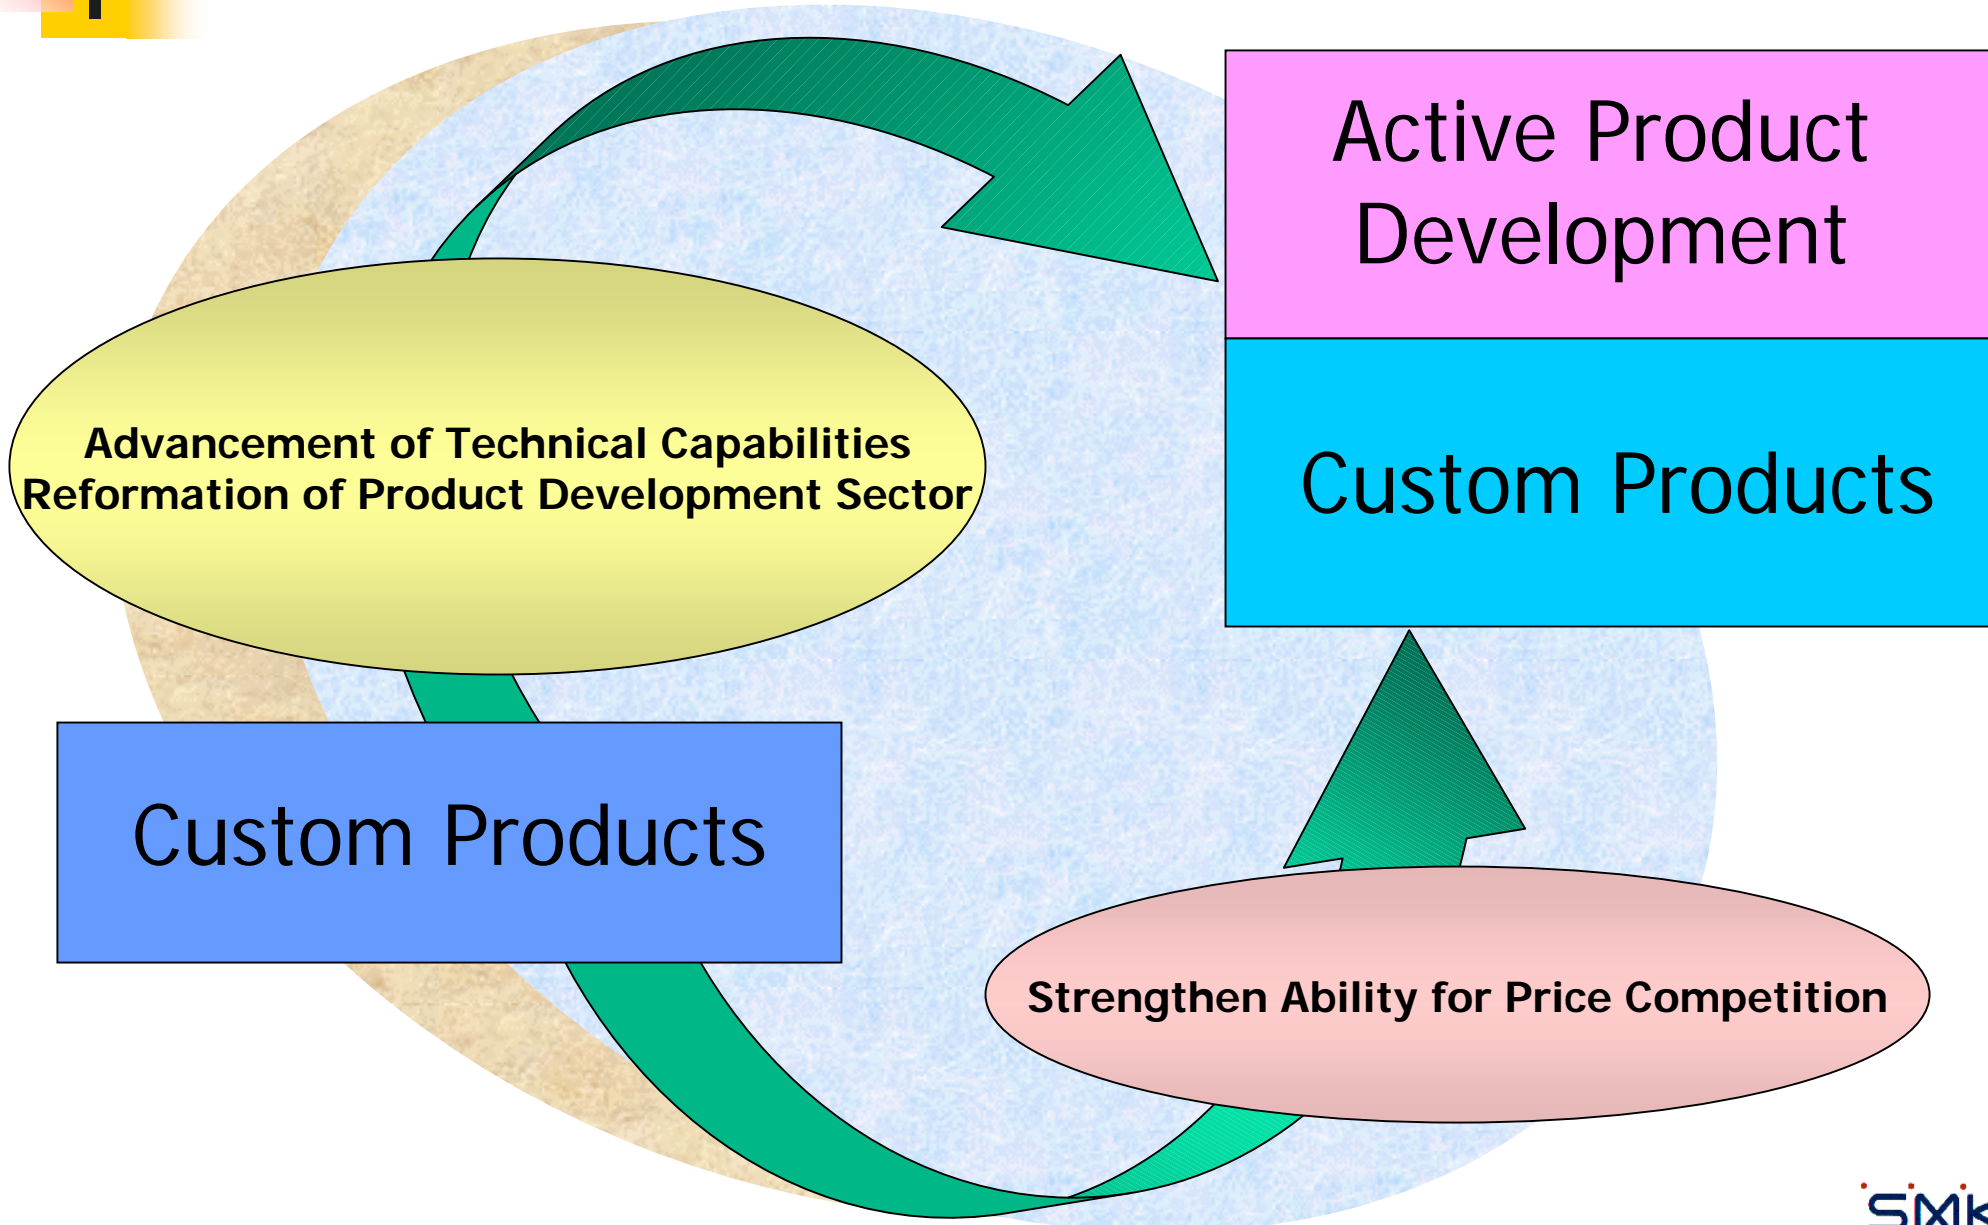 Active Product
Development
Custom Products
Advancement of Technical Capabilities
Reformation of Product Development Sector
Custom Products
Strengthen Ability for Price Competition
SMK